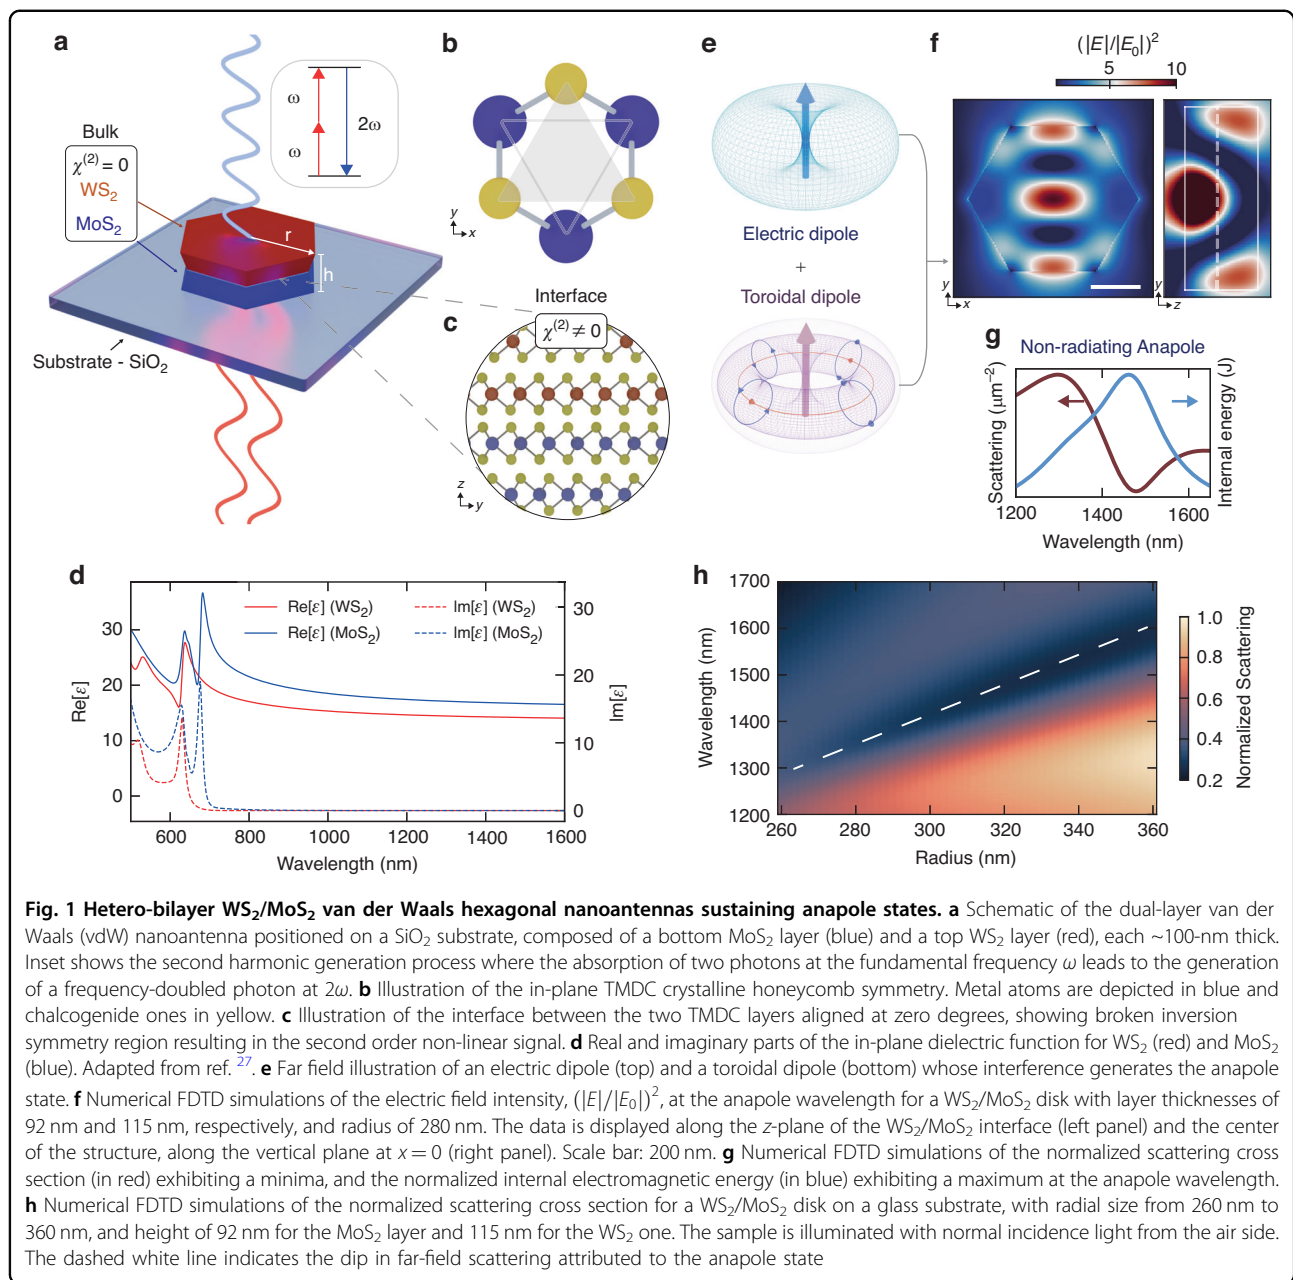 a
ω
ω
2ω
Bulk
χ(2) = 0
WS2
MoS2
r
h
Substrate - SiO2
b
y
x
Interface
c
χ(2) ≠ 0
z
y
e
Electric dipole
+
Toroidal dipole
f
(|E|/|E0|)2
5 10
y
x
y
z
g
Non-radiating Anapole
Scattering (μm−2)
Internal energy (J)
1200 1400 1600
Wavelength (nm)
d
Re[ε] (WS2) Im[ε] (WS2)
Re[ε] (MoS2) Im[ε] (MoS2)
30
20
10
0
Re[ε]
30
20
10
0
Im[ε]
600 800 1000 1200 1400 1600
Wavelength (nm)
h
1700
1600
1500
1400
1300
1200
Wavelength (nm)
260 280 300 320 340 360
Radius (nm)
1.0
0.8
0.6
0.4
0.2
Normalized Scattering
Fig. 1 Hetero-bilayer WS2/MoS2 van der Waals hexagonal nanoantennas sustaining anapole states. a Schematic of the dual-layer van der
Waals (vdW) nanoantenna positioned on a SiO2 substrate, composed of a bottom MoS2 layer (blue) and a top WS2 layer (red), each ~100-nm thick.
Inset shows the second harmonic generation process where the absorption of two photons at the fundamental frequency ω leads to the generation
of a frequency-doubled photon at 2ω. b Illustration of the in-plane TMDC crystalline honeycomb symmetry. Metal atoms are depicted in blue and
chalcogenide ones in yellow. c Illustration of the interface between the two TMDC layers aligned at zero degrees, showing broken inversion
symmetry region resulting in the second order non-linear signal. d Real and imaginary parts of the in-plane dielectric function for WS2 (red) and MoS2
(blue). Adapted from ref. 27. e Far field illustration of an electric dipole (top) and a toroidal dipole (bottom) whose interference generates the anapole
state. f Numerical FDTD simulations of the electric field intensity, (|E|/|E0|)2, at the anapole wavelength for a WS2/MoS2 disk with layer thicknesses of
92 nm and 115 nm, respectively, and radius of 280 nm. The data is displayed along the z-plane of the WS2/MoS2 interface (left panel) and the center
of the structure, along the vertical plane at x = 0 (right panel). Scale bar: 200 nm. g Numerical FDTD simulations of the normalized scattering cross
section (in red) exhibiting a minima, and the normalized internal electromagnetic energy (in blue) exhibiting a maximum at the anapole wavelength.
h Numerical FDTD simulations of the normalized scattering cross section for a WS2/MoS2 disk on a glass substrate, with radial size from 260 nm to
360 nm, and height of 92 nm for the MoS2 layer and 115 nm for the WS2 one. The sample is illuminated with normal incidence light from the air side.
The dashed white line indicates the dip in far-field scattering attributed to the anapole state